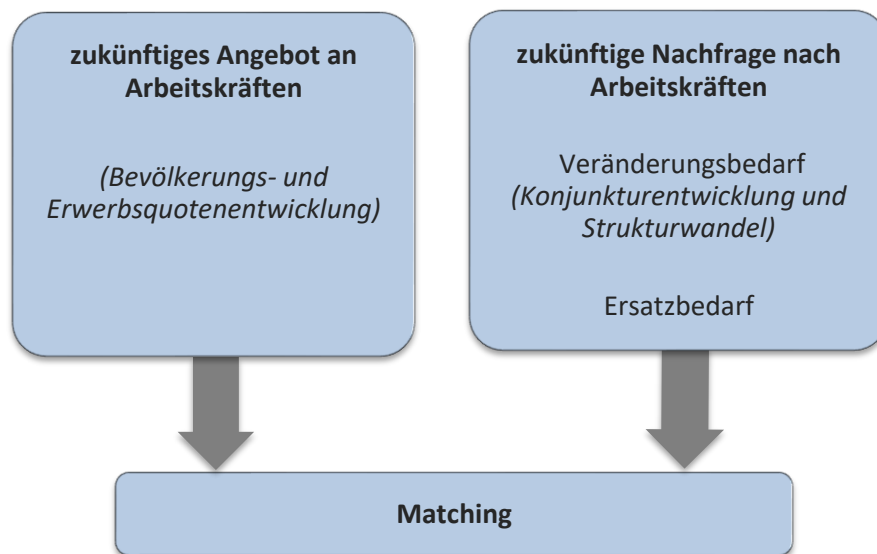 zukünftiges Angebot an
Arbeitskräften
(Bevölkerungs- und
Erwerbsquotenentwicklung)
zukünftige Nachfrage nach
Arbeitskräften
Veränderungsbedarf
(Konjunkturentwicklung und
Strukturwandel)
Ersatzbedarf
Matching